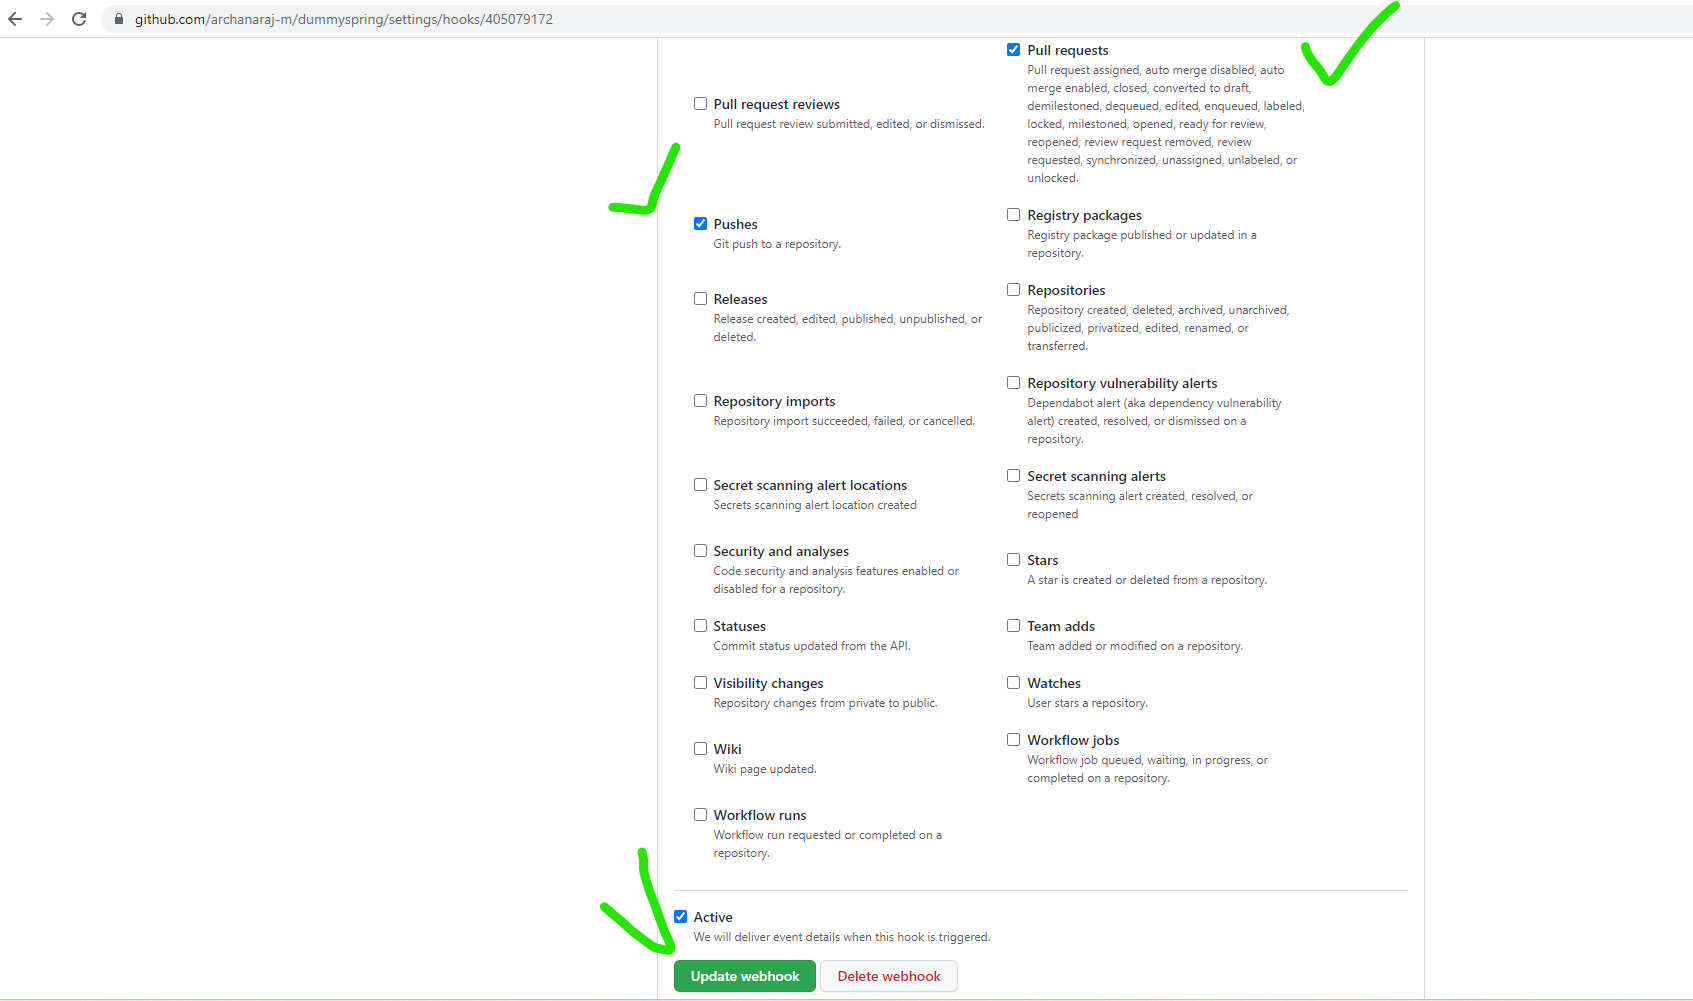 github.com/archanaraj-m/dummyspring/settings/hooks/405079172
Pull requests
Pull request assigned, auto merge disabled, auto
merge enabled, closed, converted to draft,
demilestoned, dequeued, edited, enqueued, labeled,
locked, milestoned, opened, ready for review,
reopened, review request removed, review
requested, synchronized, unassigned, unlabeled, or
unlocked.
Pull request reviews
Pull request review submitted, edited, or dismissed.
Pushes
Git push to a repository.
Registry packages
Registry package published or updated in a
repository.
Releases
Release created, edited, published, unpublished, or
deleted.
Repositories
Repository created, deleted, archived, unarchived,
publicized, privatized, edited, renamed, or
transferred.
Repository imports
Repository import succeeded, failed, or cancelled.
Repository vulnerability alerts
Dependabot alert (aka dependency vulnerability
alert) created, resolved, or dismissed on a
repository.
Secret scanning alert locations
Secrets scanning alert location created
Secret scanning alerts
Secrets scanning alert created, resolved, or
reopened
Security and analyses
Code security and analysis features enabled or
disabled for a repository.
Stars
A star is created or deleted from a repository.
Statuses
Commit status updated from the API.
Team adds
Team added or modified on a repository.
Visibility changes
Repository changes from private to public.
Watches
User stars a repository.
Wiki
Wiki page updated.
Workflow jobs
Workflow job queued, waiting, in progress, or
completed on a repository.
Workflow runs
Workflow run requested or completed on a
repository.
Active
We will deliver event details when this hook is triggered.
Update webhook
Delete webhook